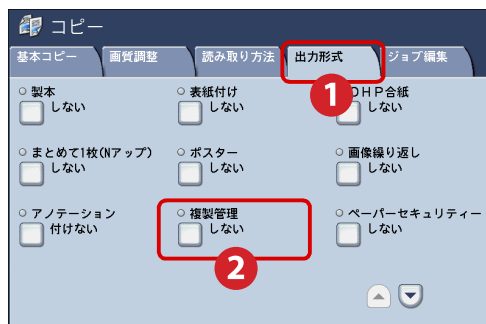 コピー
基本コピー 画質調整 読み取り方法 出力形式 ジョブ編集
製本 表紙付け OHP合紙
しない しない しない
1
まとめて1枚(Nアップ) ポスター 画像繰り返し
しない しない しない
アノテーション 複製管理 ペーパーセキュリティー
付けない しない しない
2